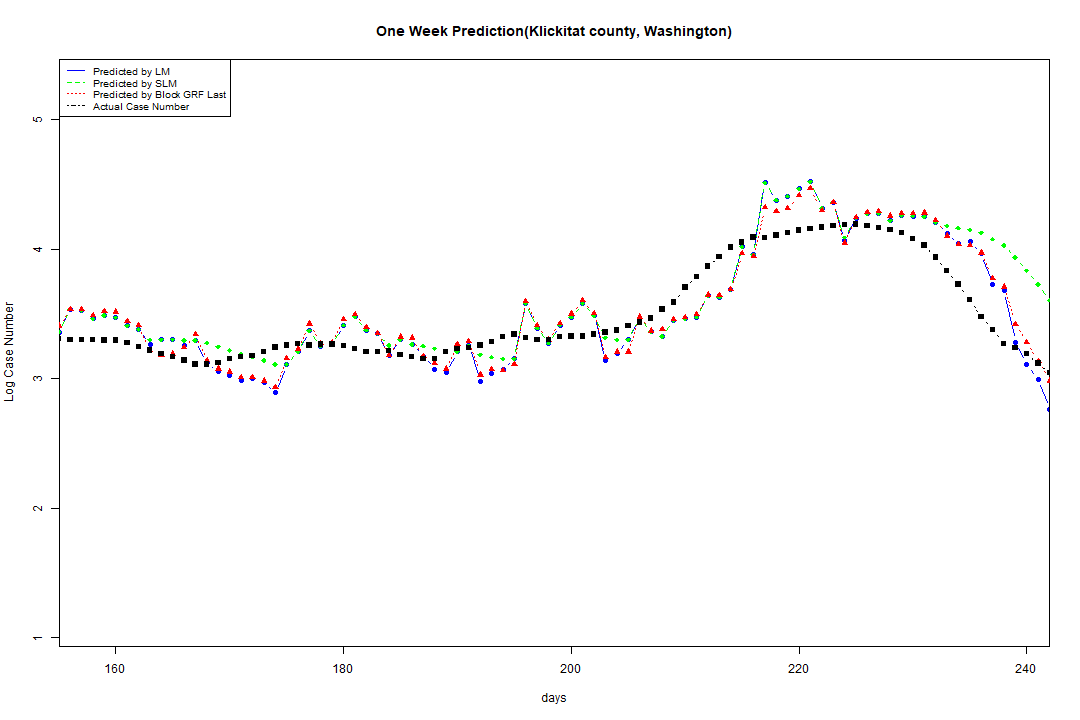 One Week Prediction(Klickitat county, Washington)
Predicted by LM
Predicted by SLM
Predicted by Block GRF Last
Actual Case Number
5
4
3
2
1
Log Case Number
160 180 200 220 240
days